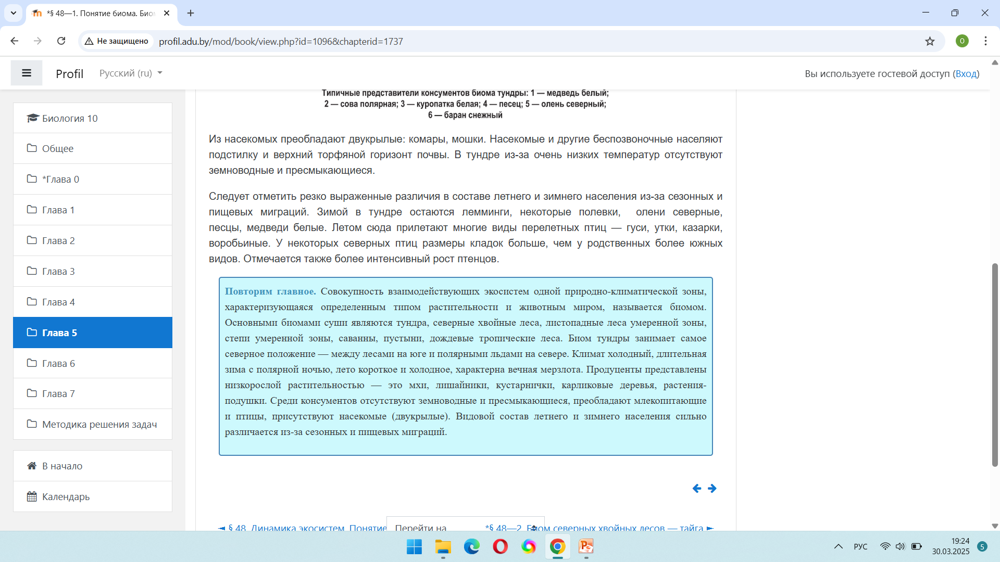 *§ 48—1. Понятие биома. Био
Не защищено
profil.adu.by/mod/book/view.php?id=1096&chapterid=1737
O
Profil
Русский (ru)
Вы используете гостевой доступ (Вход)
Биология 10
Общее
*Глава 0
Глава 1
Глава 2
Глава 3
Глава 4
Глава 5
Глава 6
Глава 7
Методика решения задач
В начало
Календарь
Типичные представители консументов биома тундры: 1 — медведь белый;
2 — сова полярная; 3 — куропатка белая; 4 — песец; 5 — олень северный;
6 — баран снежный
Из насекомых преобладают двукрылые: комары, мошки. Насекомые и другие беспозвоночные населяют
подстилку и верхний торфяной горизонт почвы. В тундре из-за очень низких температур отсутствуют
земноводные и пресмыкающиеся.
Следует отметить резко выраженные различия в составе летнего и зимнего населения из-за сезонных и
пищевых миграций. Зимой в тундре остаются лемминги, некоторые полевки, олени северные,
песцы, медведи белые. Летом сюда прилетают многие виды перелетных птиц — гуси, утки, казарки,
воробьиные. У некоторых северных птиц размеры кладок больше, чем у родственных более южных
видов. Отмечается также более интенсивный рост птенцов.
Повторим главное. Совокупность взаимодействующих экосистем одной природно-климатической зоны,
характеризующаяся определенным типом растительности и животным миром, называется биомом.
Основными биомами суши являются тундра, северные хвойные леса, листопадные леса умеренной зоны,
степи умеренной зоны, саванны, пустыни, дождевые тропические леса. Биом тундры занимает самое
северное положение — между лесами на юге и полярными льдами на севере. Климат холодный, длительная
зима с полярной ночью, лето короткое и холодное, характерна вечная мерзлота. Продуценты представлены
низкорослой растительностью — это мхи, лишайники, кустарнички, карликовые деревья, растения-
подушки. Среди консументов отсутствуют земноводные и пресмыкающиеся, преобладают млекопитающие
и птицы, присутствуют насекомые (двукрылые). Видовой состав летнего и зимнего населения сильно
различается из-за сезонных и пищевых миграций.
◄ § 48. Динамика экосистем. Понятие
Перейти на
*§ 48—2. Биом северных хвойных лесов — тайга ►
РУС
19:24
30.03.2025
5